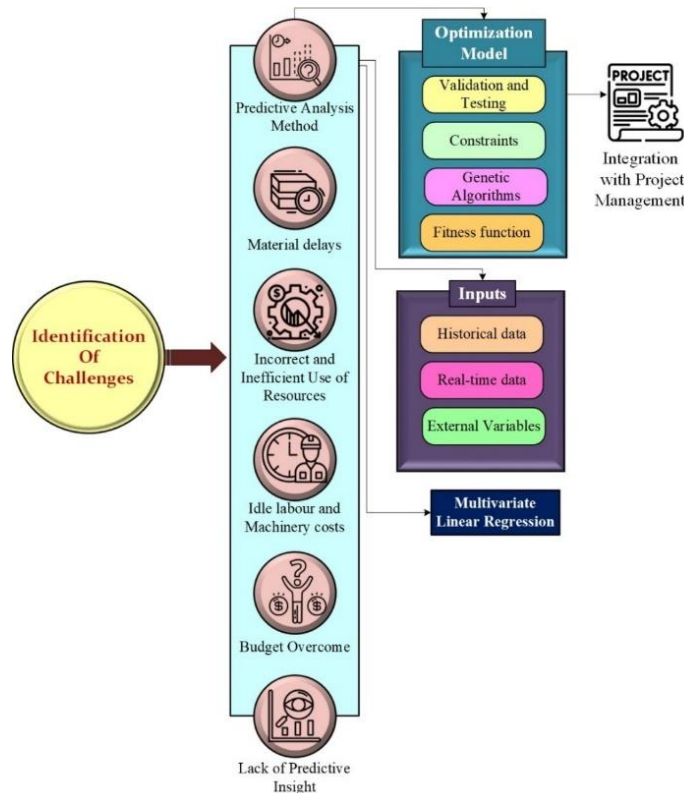 Identification
Of
Challenges
Predictive Analysis
Method
Material delays
Incorrect and
Inefficient Use of
Resources
Idle labour and
Machinery costs
Budget Overcome
Lack of Predictive
Insight
Optimization
Model
Validation and
Testing
Constraints
Genetic
Algorithms
Fitness function
PROJECT
Integration
with Project
Management
Inputs
Historical data
Real-time data
External Variables
Multivariate
Linear Regression